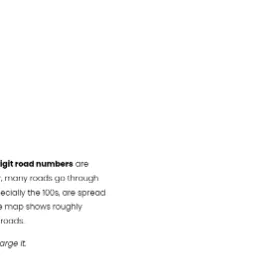 igit road numbers are
, many roads go through
ecially the 100s, are spread
e map shows roughly
roads.
arge it.